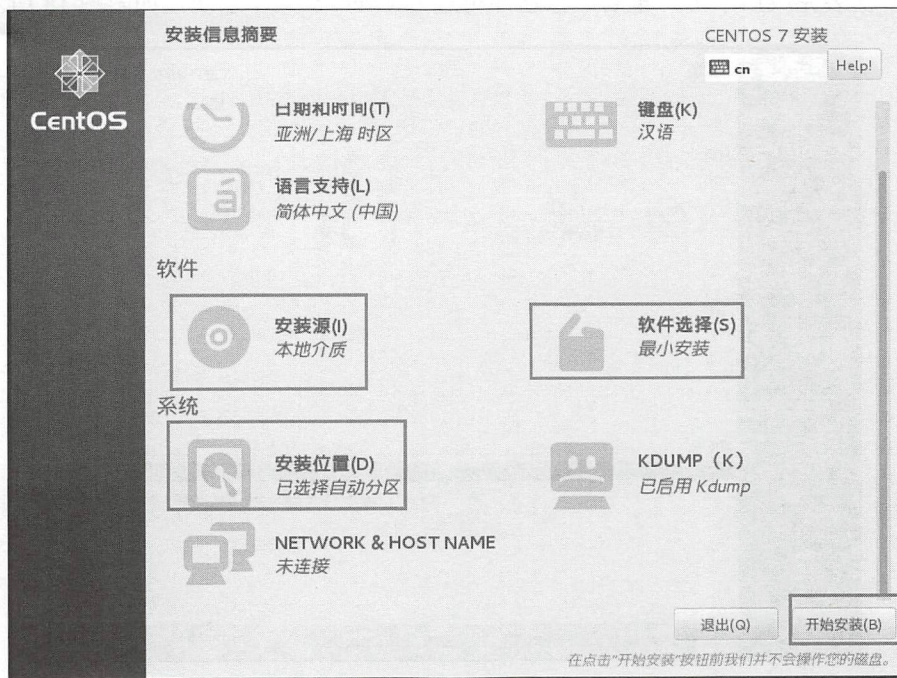 安装信息摘要
CENTOS 7 安装
cn
Help!
CentOS
日期和时间(T)
亚洲/上海 时区
键盘(K)
汉语
语言支持(L)
简体中文 (中国)
软件
安装源(I)
本地介质
软件选择(S)
最小安装
系统
安装位置(D)
已选择自动分区
KDUMP（K）
已启用 Kdump
NETWORK & HOST NAME
未连接
退出(Q)
开始安装(B)
在点击"开始安装"按钮前我们并不会操作您的磁盘。